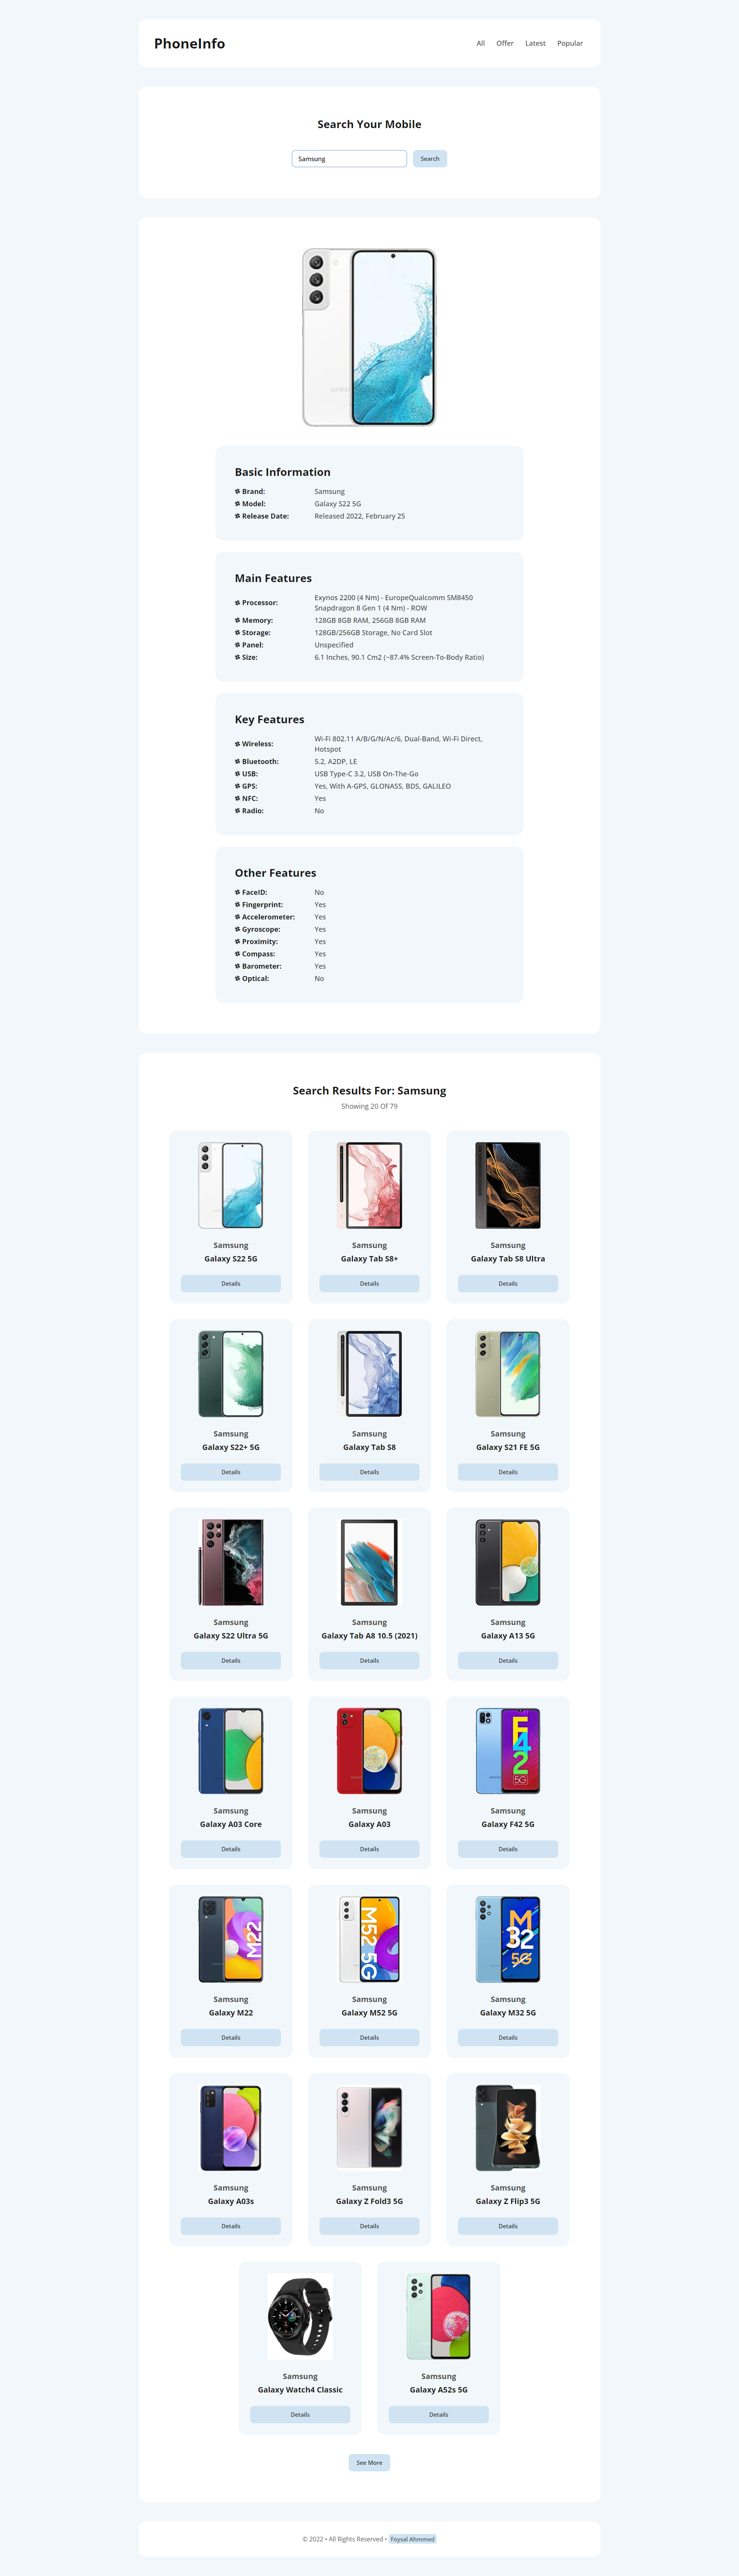 PhoneInfo
All Offer Latest Popular
Search Your Mobile
Samsung Search
Basic Information
Brand: Samsung
Model: Galaxy S22 5G
Release Date: Released 2022, February 25
Main Features
Processor: Exynos 2200 (4 Nm) - EuropeQualcomm SM8450
Snapdragon 8 Gen 1 (4 Nm) - ROW
Memory: 128GB 8GB RAM, 256GB 8GB RAM
Storage: 128GB/256GB Storage, No Card Slot
Panel: Unspecified
Size: 6.1 Inches, 90.1 Cm2 (~87.4% Screen-To-Body Ratio)
Key Features
Wireless: Wi-Fi 802.11 A/B/G/N/Ac/6, Dual-Band, Wi-Fi Direct,
Hotspot
Bluetooth: 5.2, A2DP, LE
USB: USB Type-C 3.2, USB On-The-Go
GPS: Yes, With A-GPS, GLONASS, BDS, GALILEO
NFC: Yes
Radio: No
Other Features
FaceID: No
Fingerprint: Yes
Accelerometer: Yes
Gyroscope: Yes
Proximity: Yes
Compass: Yes
Barometer: Yes
Optical: No
Search Results For: Samsung
Showing 20 Of 79
Samsung Samsung Samsung
Galaxy S22 5G Galaxy Tab S8+ Galaxy Tab S8 Ultra
Details Details Details
Samsung Samsung Samsung
Galaxy S22+ 5G Galaxy Tab S8 Galaxy S21 FE 5G
Details Details Details
Samsung Samsung Samsung
Galaxy S22 Ultra 5G Galaxy Tab A8 10.5 (2021) Galaxy A13 5G
Details Details Details
F42 5G
Samsung Samsung Samsung
Galaxy A03 Core Galaxy A03 Galaxy F42 5G
Details Details Details
M22 M52 5G M32 5G
Samsung Samsung Samsung
Galaxy M22 Galaxy M52 5G Galaxy M32 5G
Details Details Details
Samsung Samsung Samsung
Galaxy A03s Galaxy Z Fold3 5G Galaxy Z Flip3 5G
Details Details Details
Samsung Samsung
Galaxy Watch4 Classic Galaxy A52s 5G
Details Details
See More
© 2022 • All Rights Reserved • Foysal Ahmmed